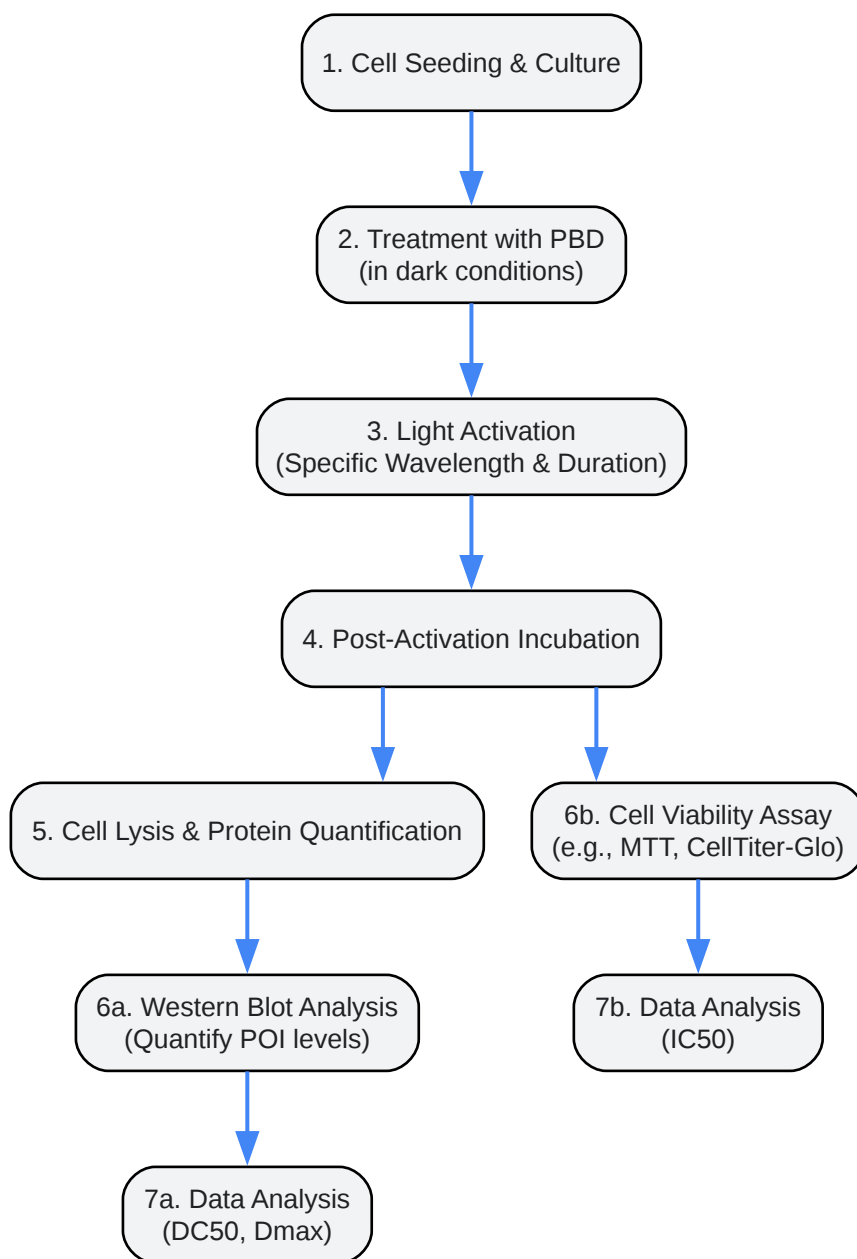 1. Cell Seeding & Culture
2. Treatment with PBD
(in dark conditions)
3. Light Activation
(Specific Wavelength & Duration)
4. Post-Activation Incubation
5. Cell Lysis & Protein Quantification
6b. Cell Viability Assay
(e.g., MTT, CellTiter-Glo)
6a. Western Blot Analysis
(Quantify POI levels)
7b. Data Analysis
(IC50)
7a. Data Analysis
(DC50, Dmax)